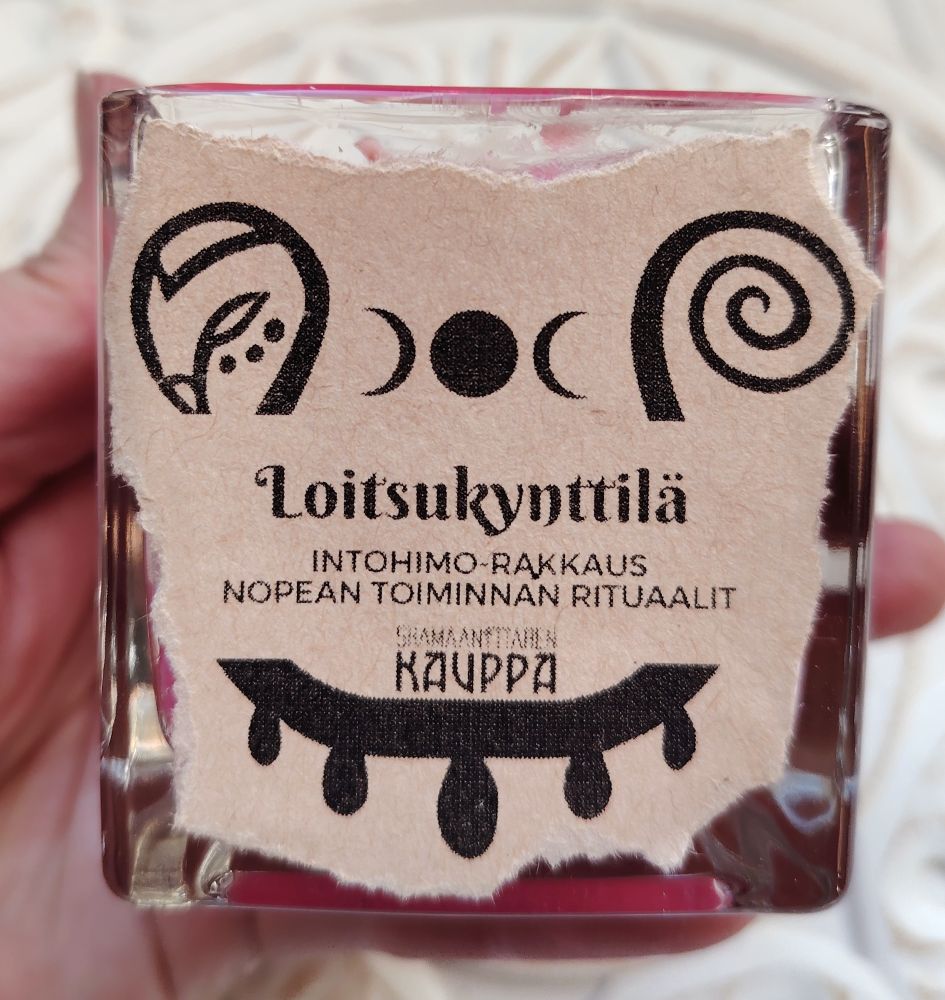 Loitsukynttilä
INTOHIMO-RAKKAUS
NOPEAN TOIMINNAN RITUAALIT
SHAMAANITTAREN
KAUPPA